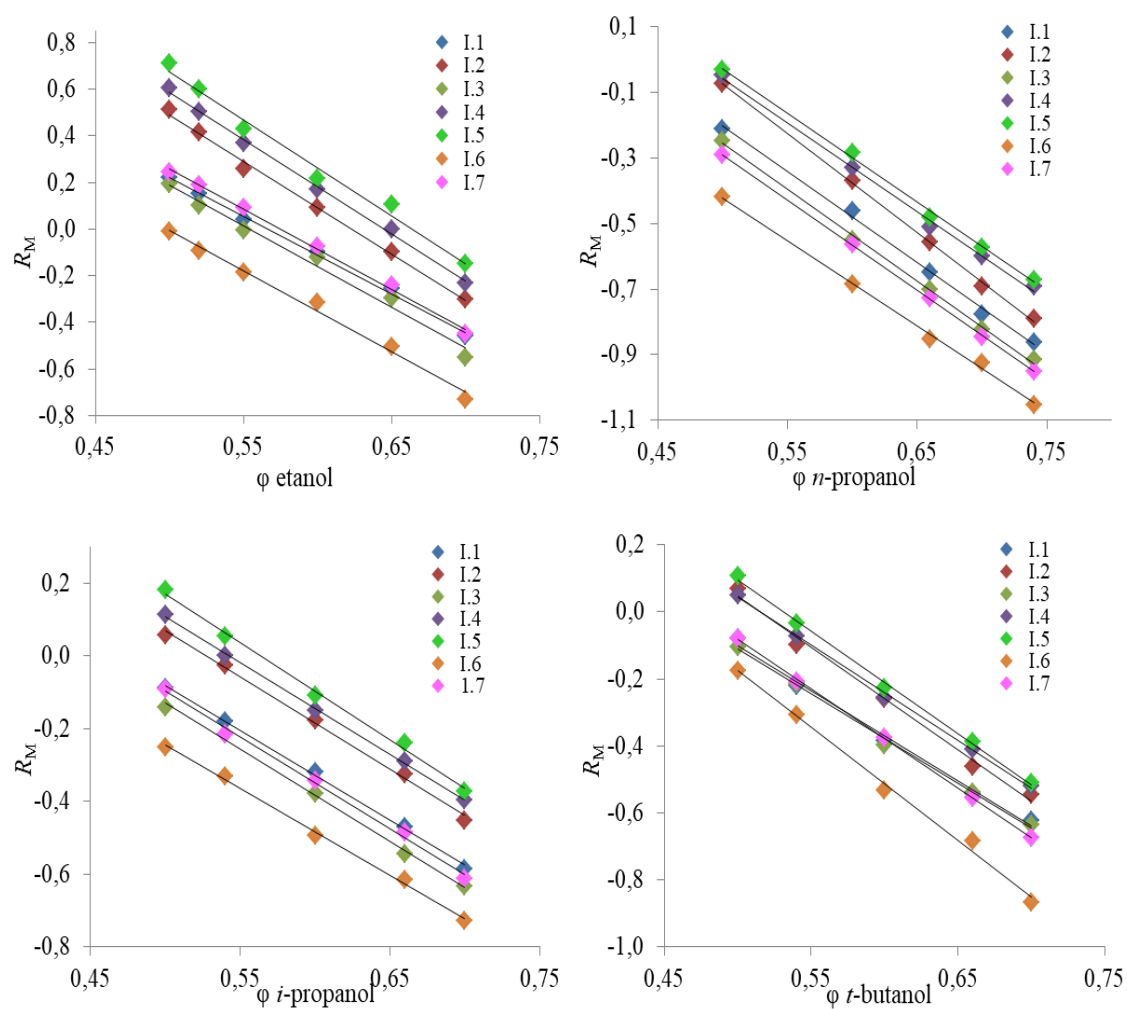 0,8
0,6
0,4
0,2
0,0
-0,2
-0,4
-0,6
-0,8
R_M
0,45
0,55
0,65
0,75
φ etanol
I.1
I.2
I.3
I.4
I.5
I.6
I.7
0,1
-0,1
-0,3
-0,5
-0,7
-0,9
-1,1
R_M
0,45
0,55
0,65
0,75
φ n-propanol
I.1
I.2
I.3
I.4
I.5
I.6
I.7
0,2
0,0
-0,2
-0,4
-0,6
-0,8
R_M
0,45
0,55
0,65
0,75
φ i-propanol
I.1
I.2
I.3
I.4
I.5
I.6
1.7
0,2
0,0
-0,2
-0,4
-0,6
-0,8
-1,0
R_M
0,45
0,55
0,65
0,75
φ t-butanol
I.1
I.2
I.3
I.4
I.5
I.6
I.7